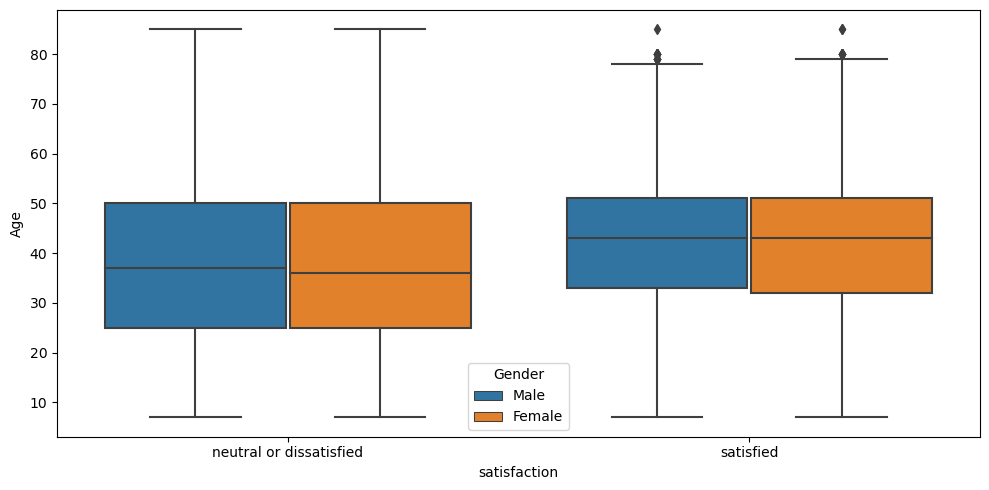 80
70
60
50
40
30
20
10
Age
neutral or dissatisfied
satisfied
satisfaction
Gender
Male
Female